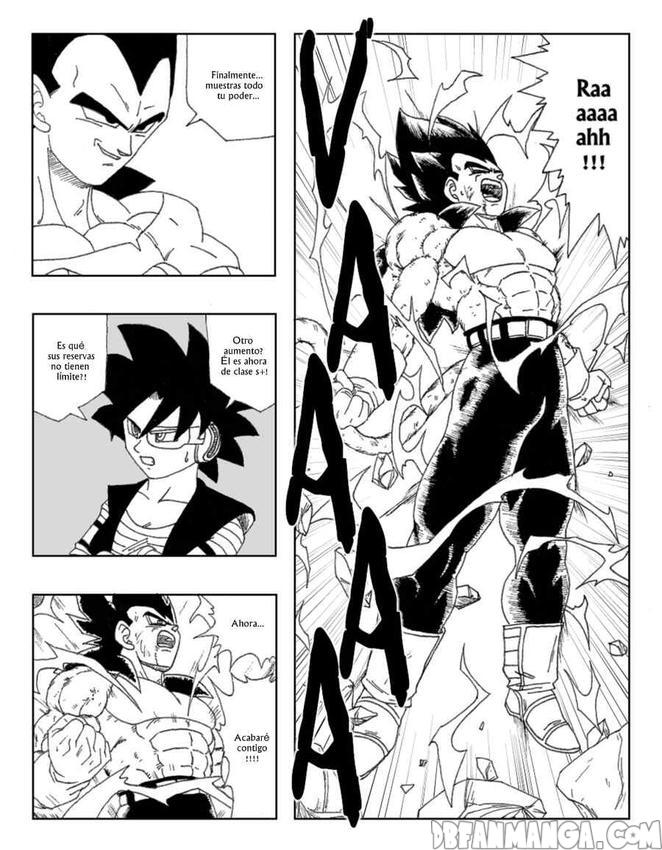 Finalmente...
muestras todo
tu poder...
VAAAAAA
Raa
aaaa
ahh
!!!
Es qué
sus reservas
no tienen
límite?!
Otro
aumento?
Él es ahora
de clase s+!
Ahora...
Acabaré
contigo
!!!!
DBFANMANGA.COM